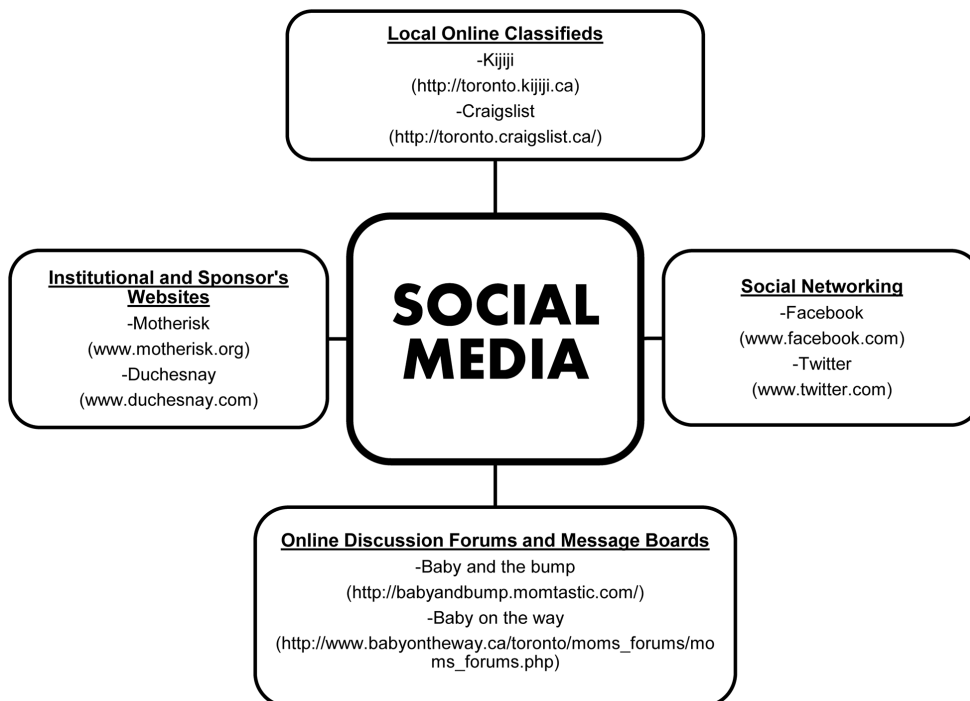 Local Online Classifieds
-Kijiji
(http://toronto.kijiji.ca)
-Craigslist
(http://toronto.craigslist.ca/)
Institutional and Sponsor's
Websites
-Motherisk
(www.motherisk.org)
-Duchesnay
(www.duchesnay.com)
SOCIAL
MEDIA
Social Networking
-Facebook
(www.facebook.com)
-Twitter
(www.twitter.com)
Online Discussion Forums and Message Boards
-Baby and the bump
(http://babyandbump.momtastic.com/)
-Baby on the way
(http://www.babyontheway.ca/toronto/moms_forums/mo
ms_forums.php)